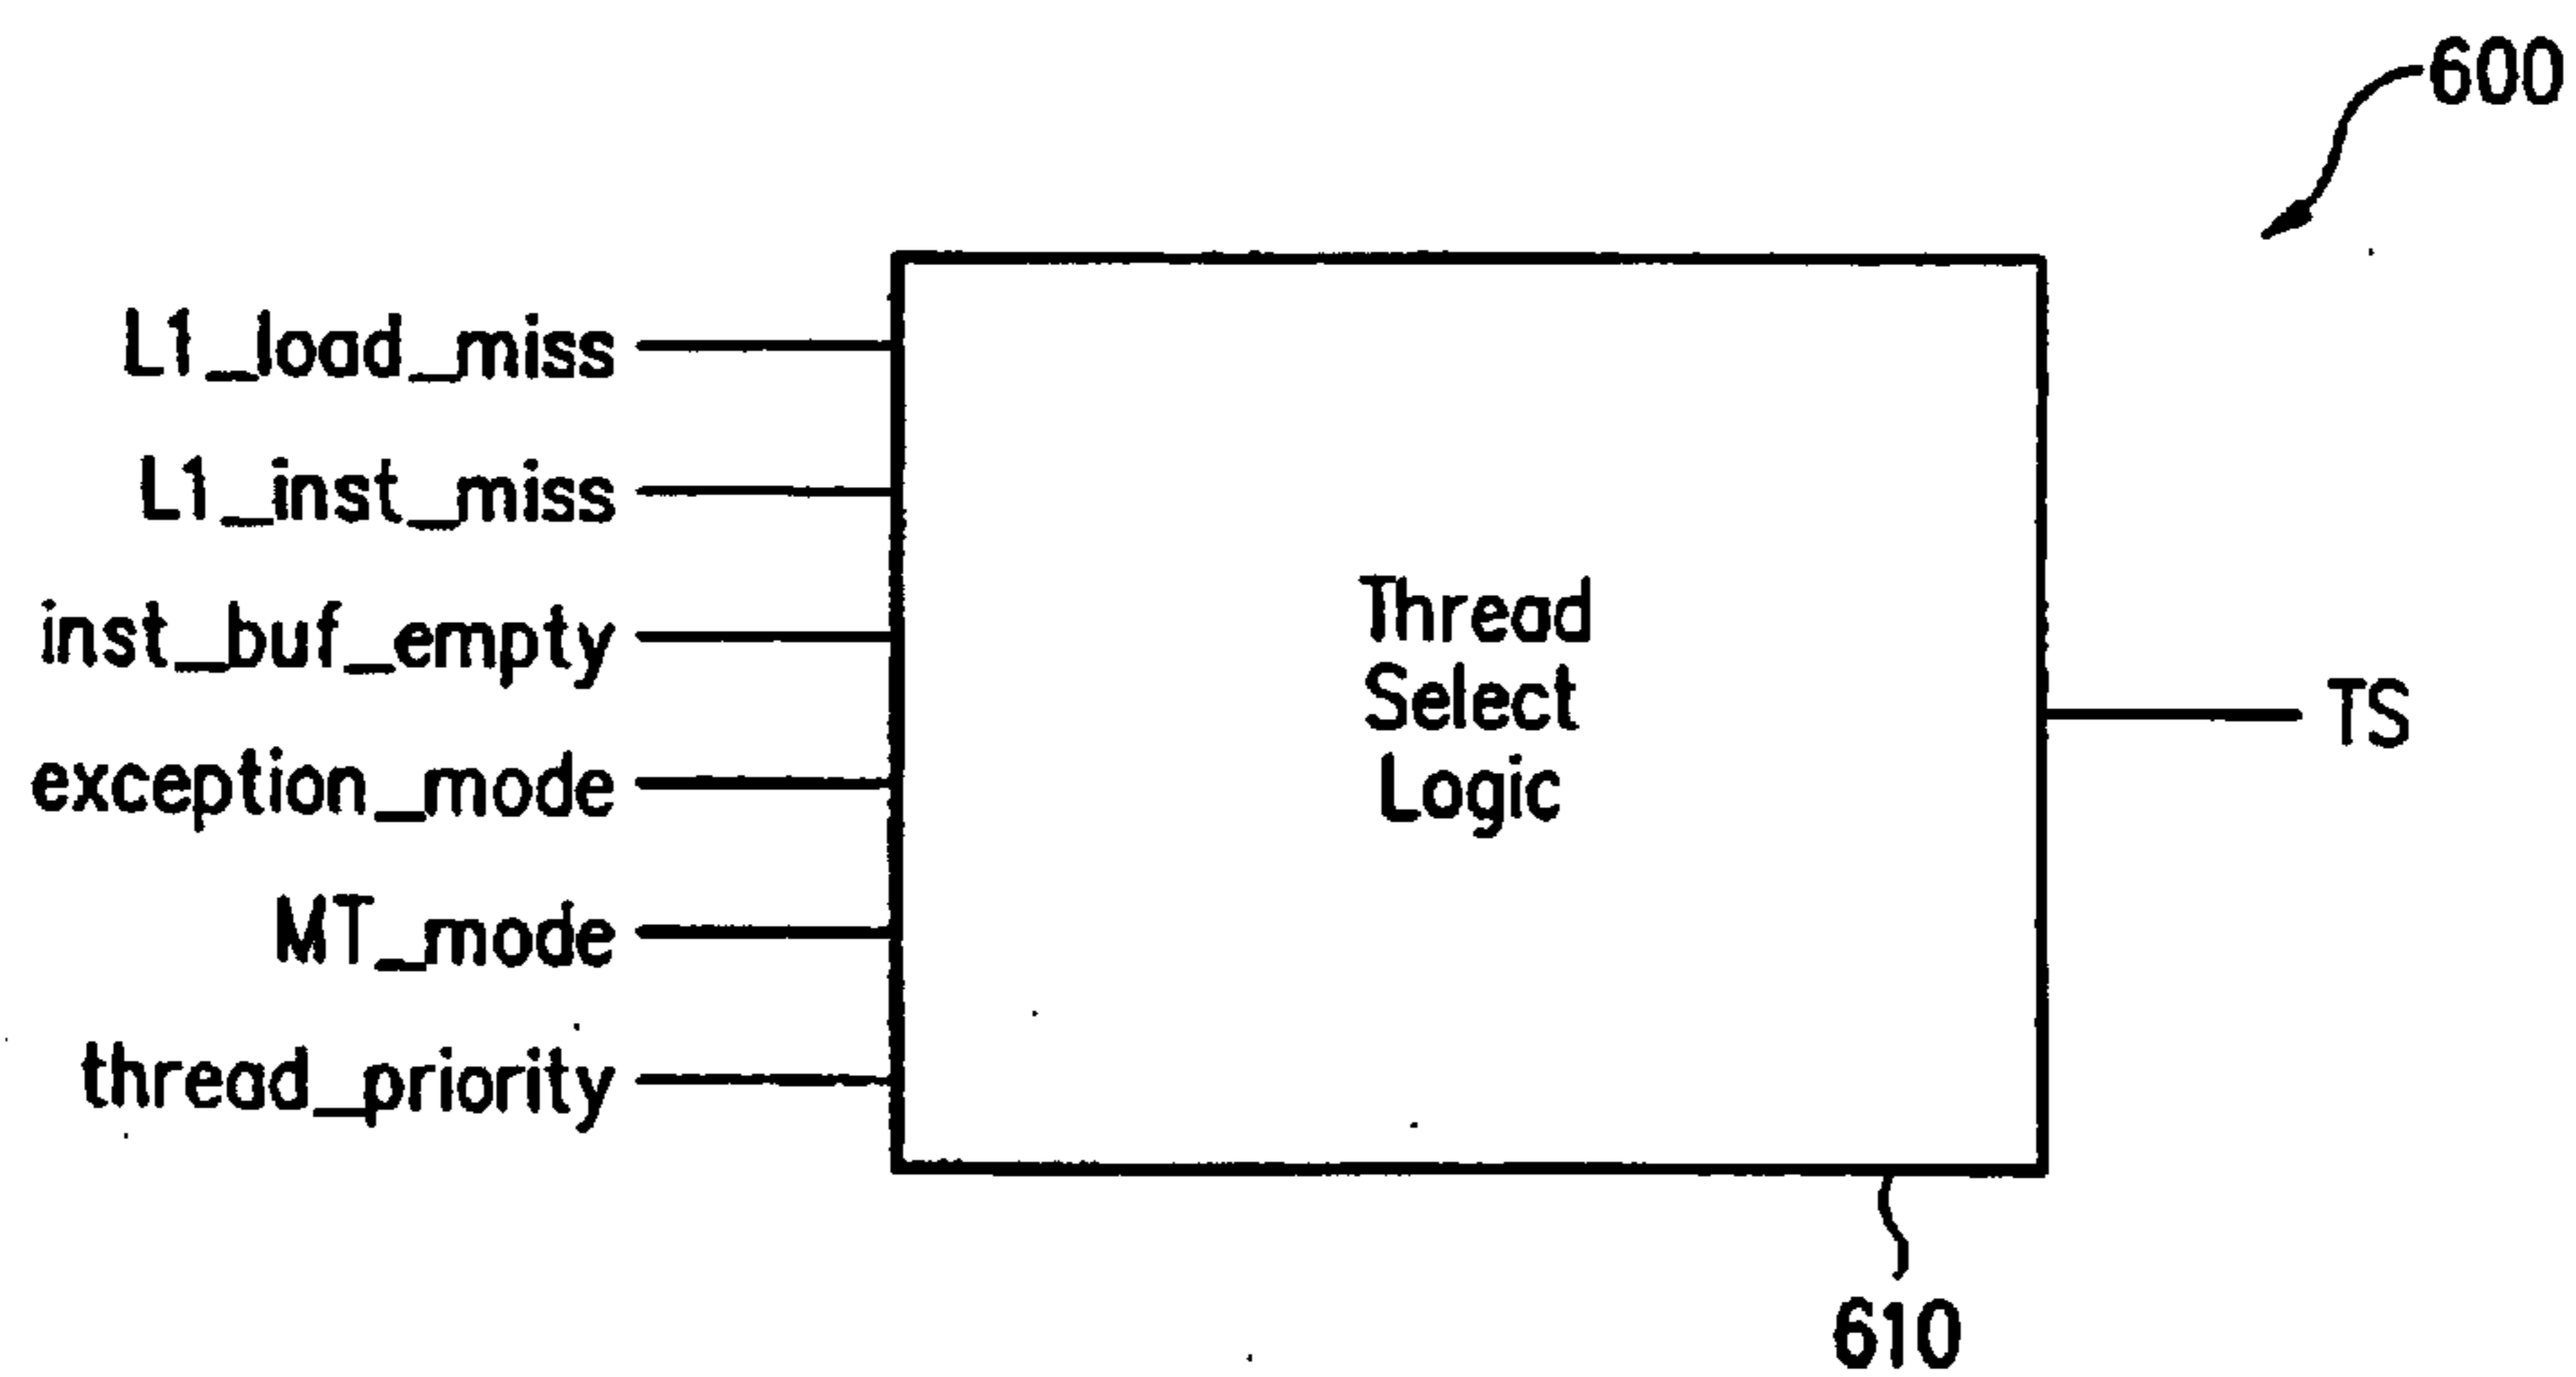 600
L1_load_miss
L1_inst_miss
inst_buf_empty
exception_mode
MT_mode
thread_priority
Thread
Select
Logic
TS
610